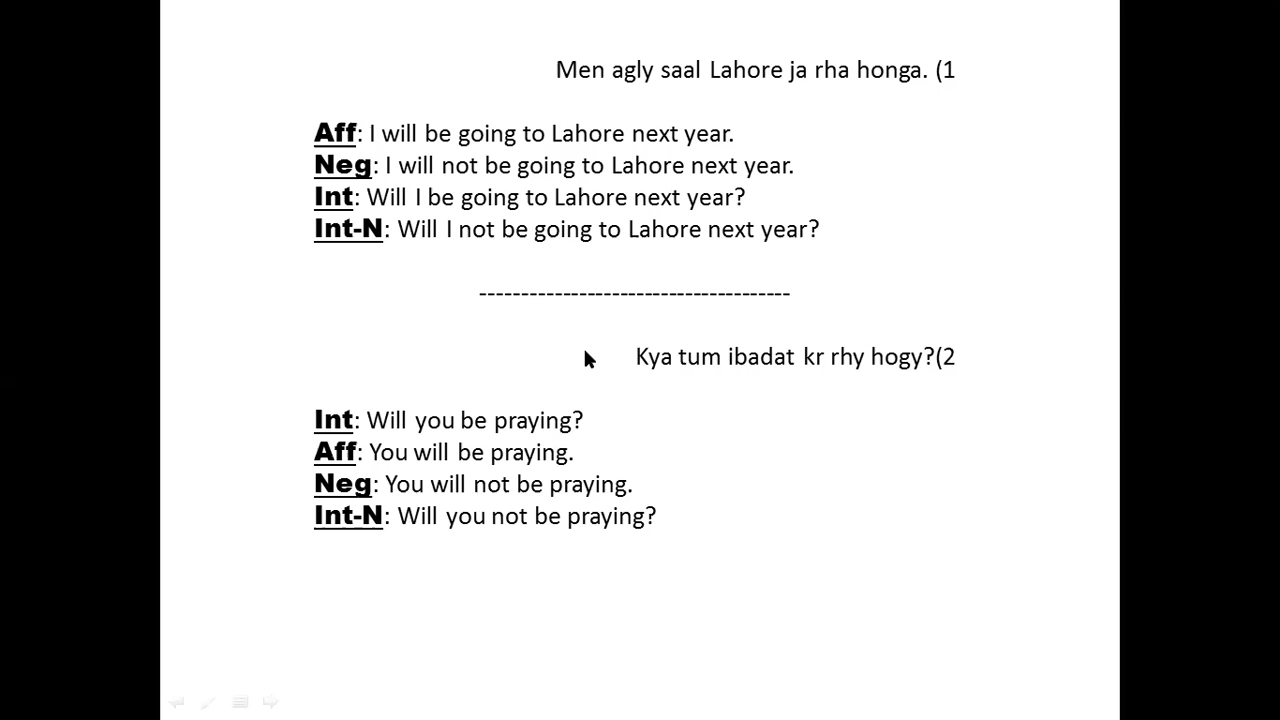 Men agly saal Lahore ja rha honga. (1
Aff: I will be going to Lahore next year.
Neg: I will not be going to Lahore next year.
Int: Will I be going to Lahore next year?
Int-N: Will I not be going to Lahore next year?
-------------------------------------
Kya tum ibadat kr rhy hogy?(2
Int: Will you be praying?
Aff: You will be praying.
Neg: You will not be praying.
Int-N: Will you not be praying?